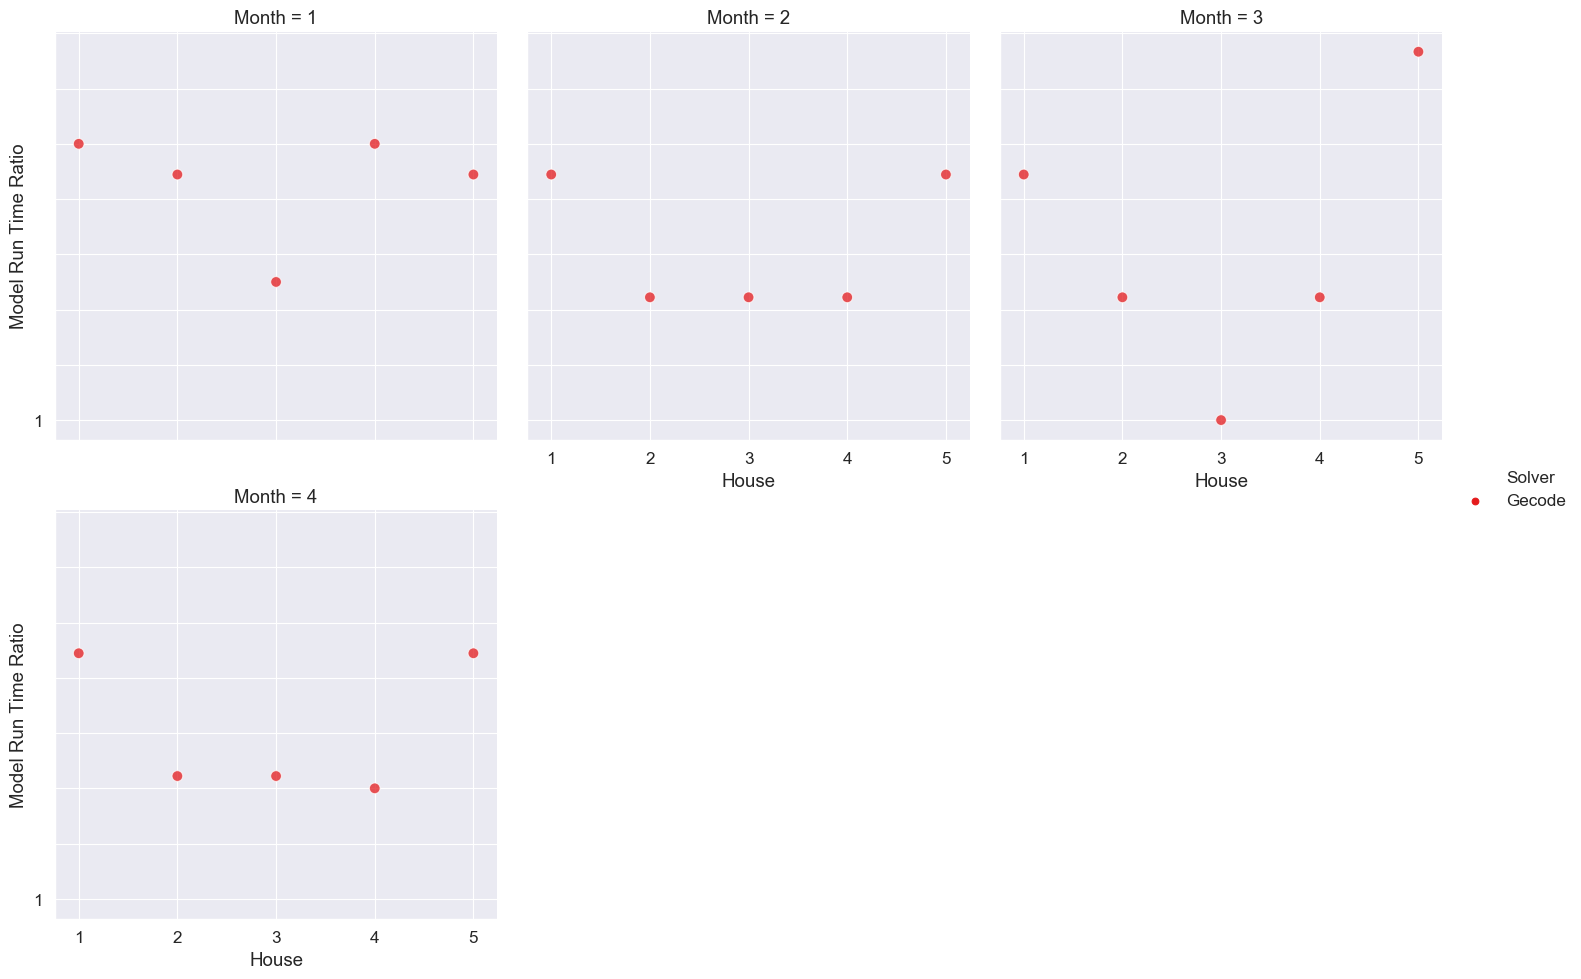 Month = 1
Month = 2
Month = 3
Model Run Time Ratio
1
1 2 3 4 5
House
1 2 3 4 5
House
Solver
Gecode
Month = 4
Model Run Time Ratio
1
1 2 3 4 5
House